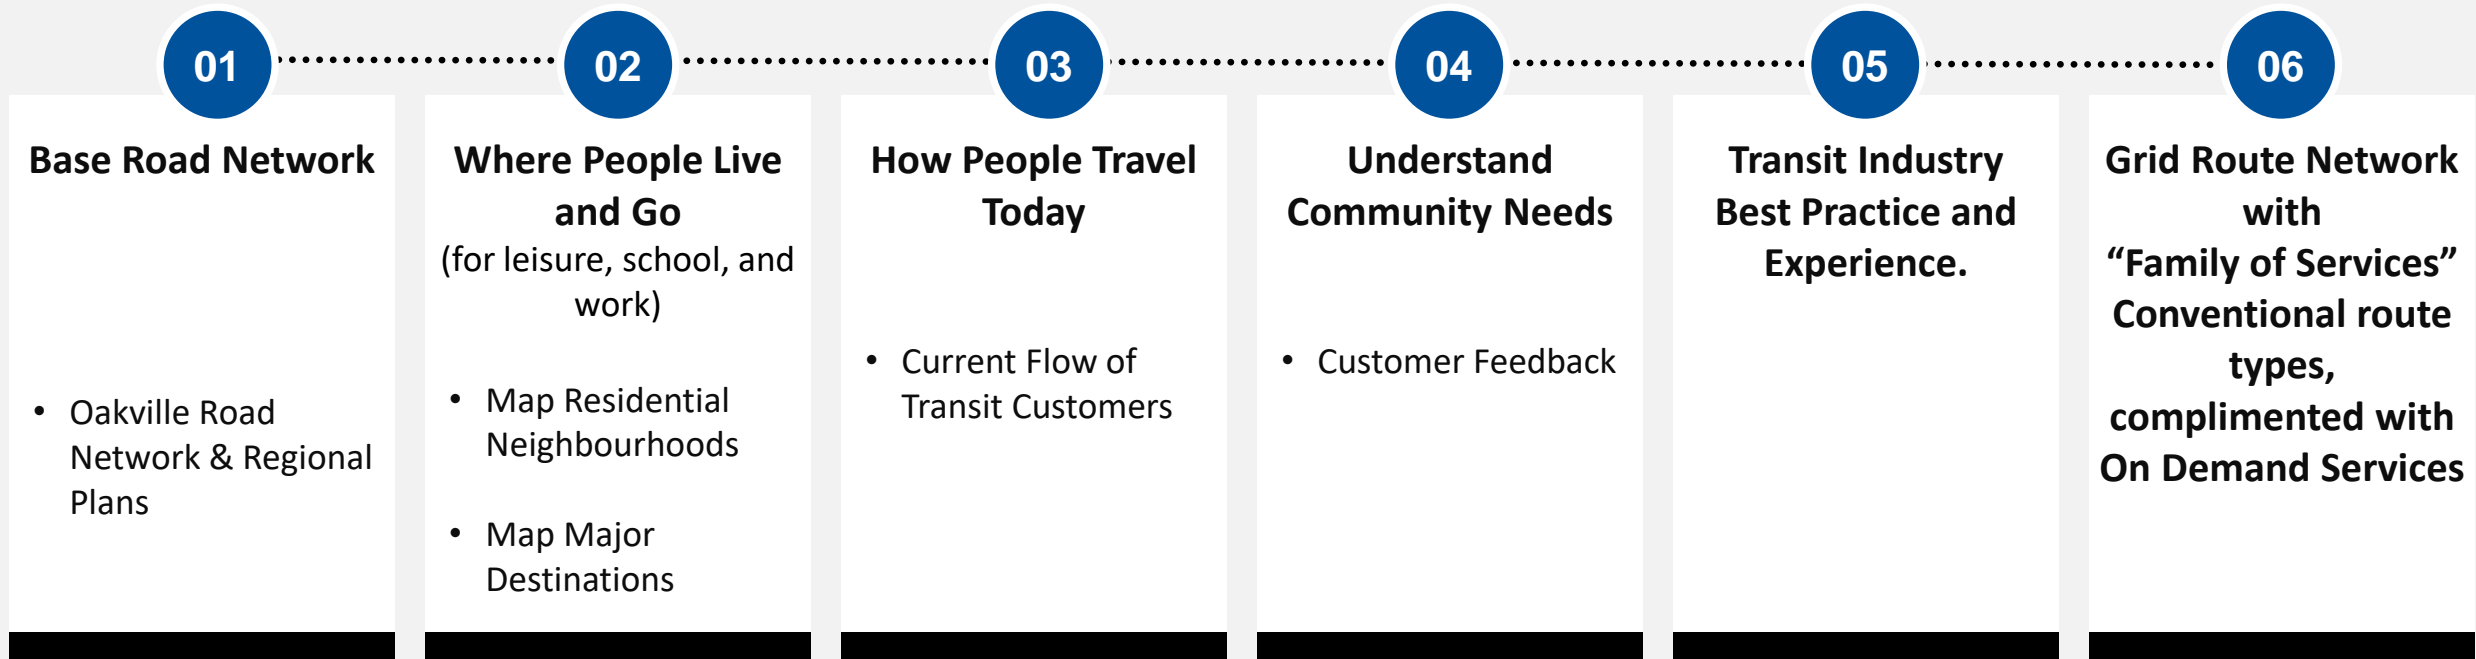 01
Base Road Network
• Oakville Road
Network & Regional
Plans
02
Where People Live
and Go
(for leisure, school, and
work)
• Map Residential
Neighbourhoods
• Map Major
Destinations
03
How People Travel
Today
• Current Flow of
Transit Customers
04
Understand
Community Needs
• Customer Feedback
05
Transit Industry
Best Practice and
Experience.
06
Grid Route Network
with
“Family of Services”
Conventional route
types,
complimented with
On Demand Services